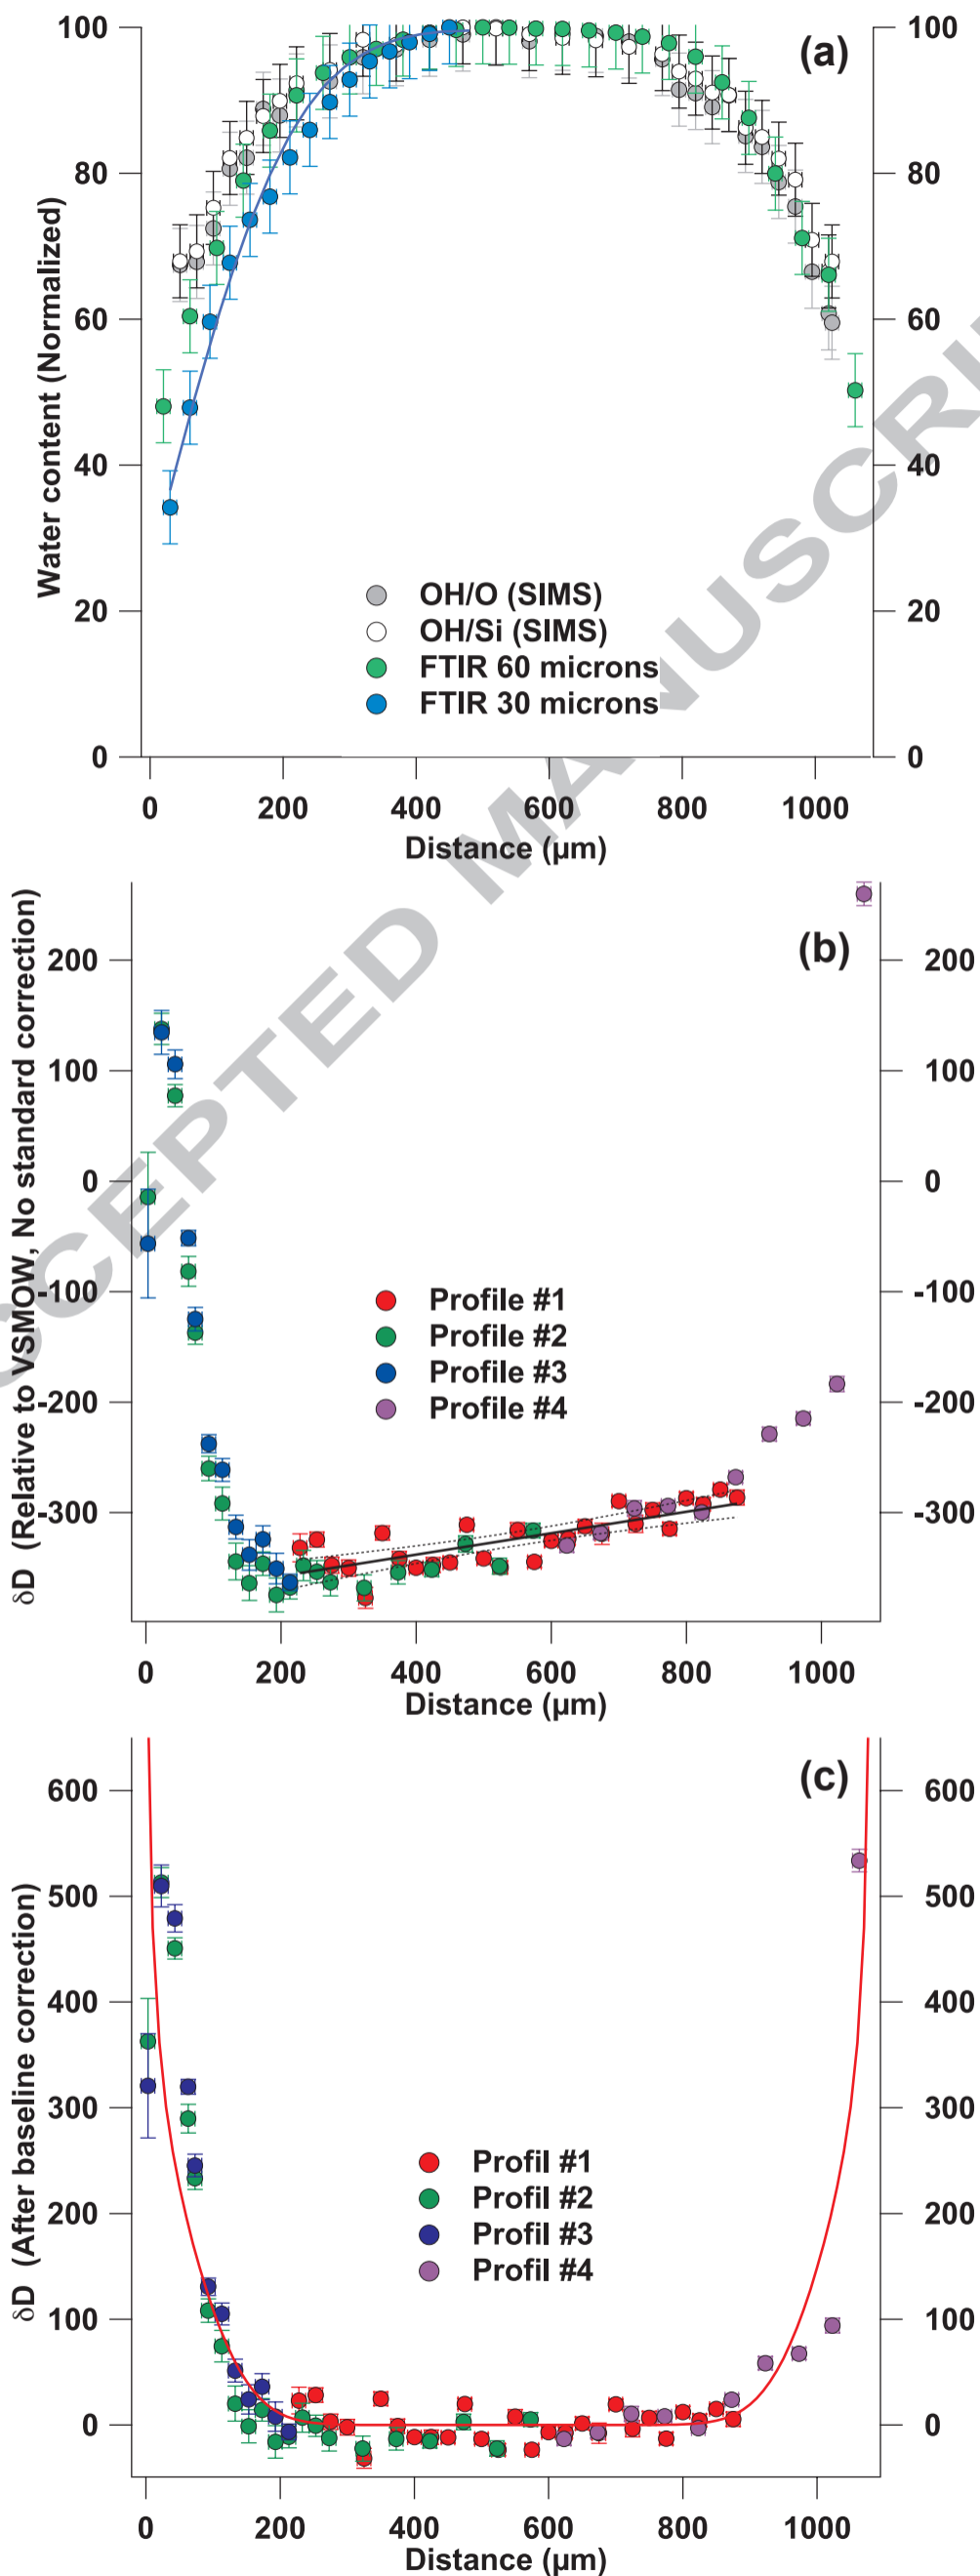 (a)
100
80
60
40
20
0
100
80
60
40
20
0
Water content (Normalized)
OH/O (SIMS)
OH/Si (SIMS)
FTIR 60 microns
FTIR 30 microns
0 200 400 600 800 1000
Distance (µm)
(b)
200
100
0
-100
-200
-300
200
100
0
-100
-200
-300
δD (Relative to VSMOW, No standard correction)
Profile #1
Profile #2
Profile #3
Profile #4
0 200 400 600 800 1000
Distance (µm)
(c)
600
500
400
300
200
100
0
600
500
400
300
200
100
0
δD (After baseline correction)
Profil #1
Profil #2
Profil #3
Profil #4
0 200 400 600 800 1000
Distance (µm)
CCEPTED MANUSCRI